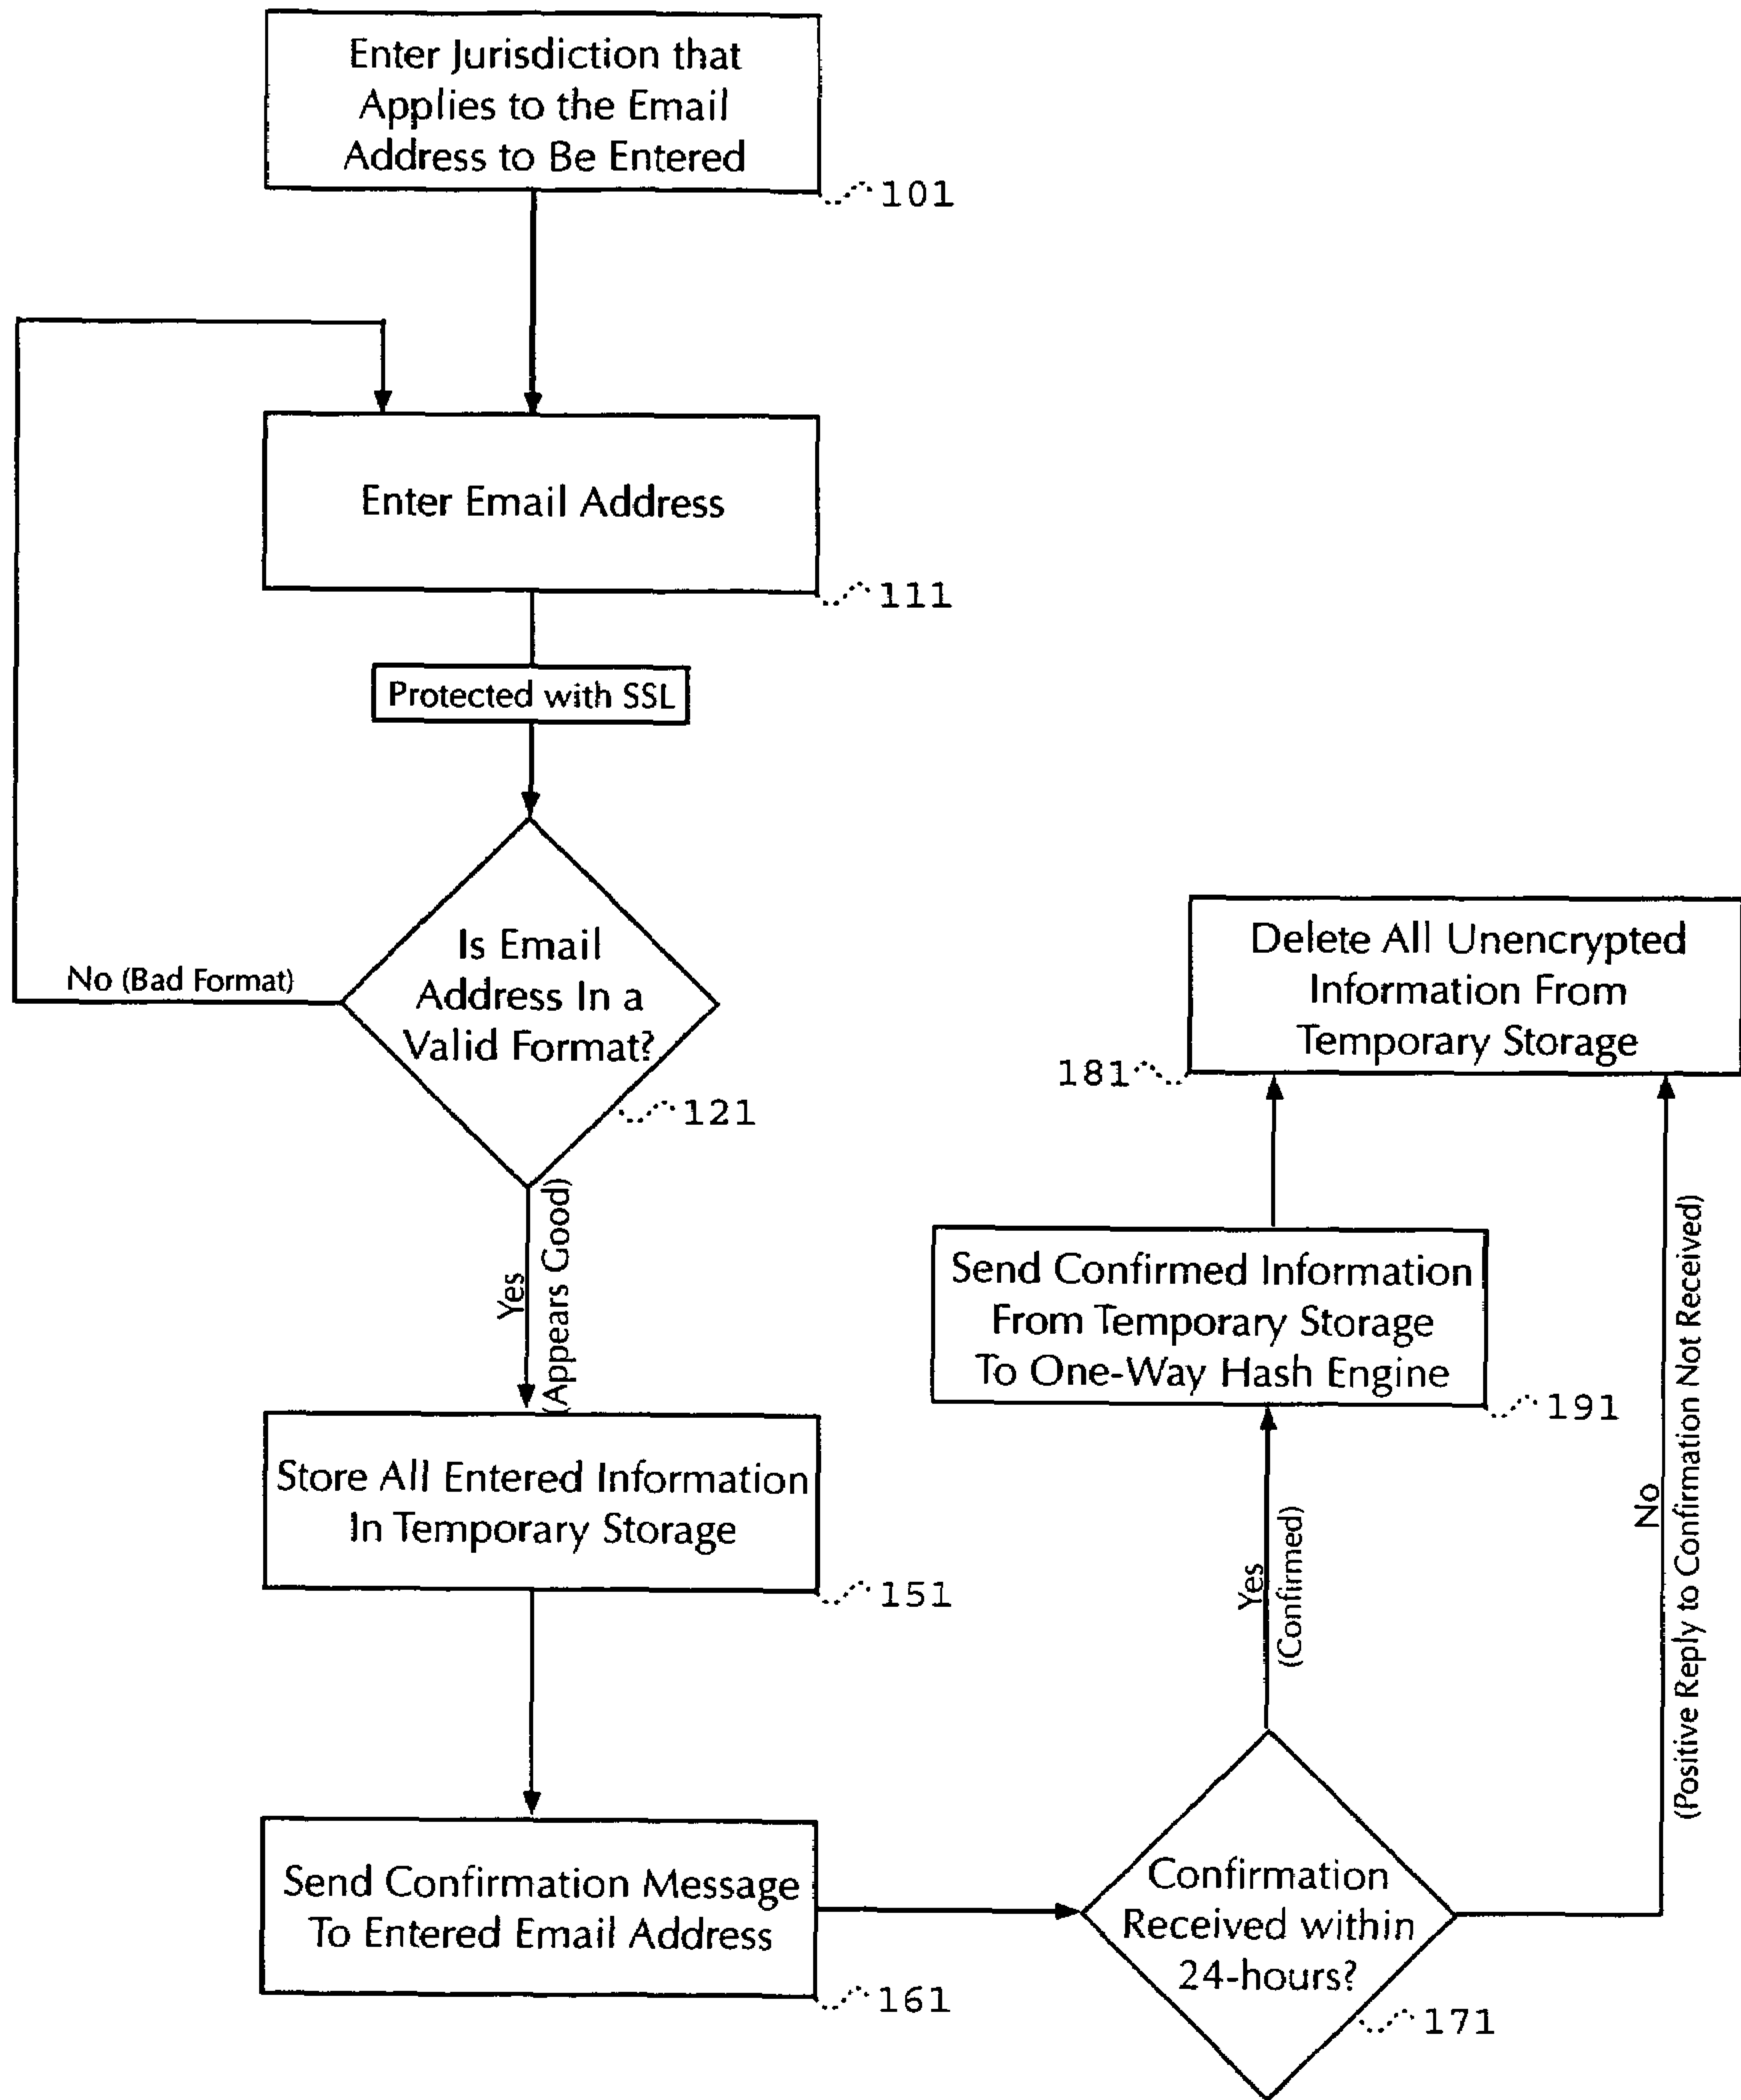 Enter Jurisdiction that
Applies to the Email
Address to Be Entered
101
Enter Email Address
111
Protected with SSL
Is Email
Address In a
Valid Format?
No (Bad Format)
121
Yes
(Appears Good)
Store All Entered Information
In Temporary Storage
151
Send Confirmation Message
To Entered Email Address
161
Confirmation
Received within
24-hours?
171
Yes
(Confirmed)
No
(Positive Reply to Confirmation Not Received)
Send Confirmed Information
From Temporary Storage
To One-Way Hash Engine
191
Delete All Unencrypted
Information From
Temporary Storage
181